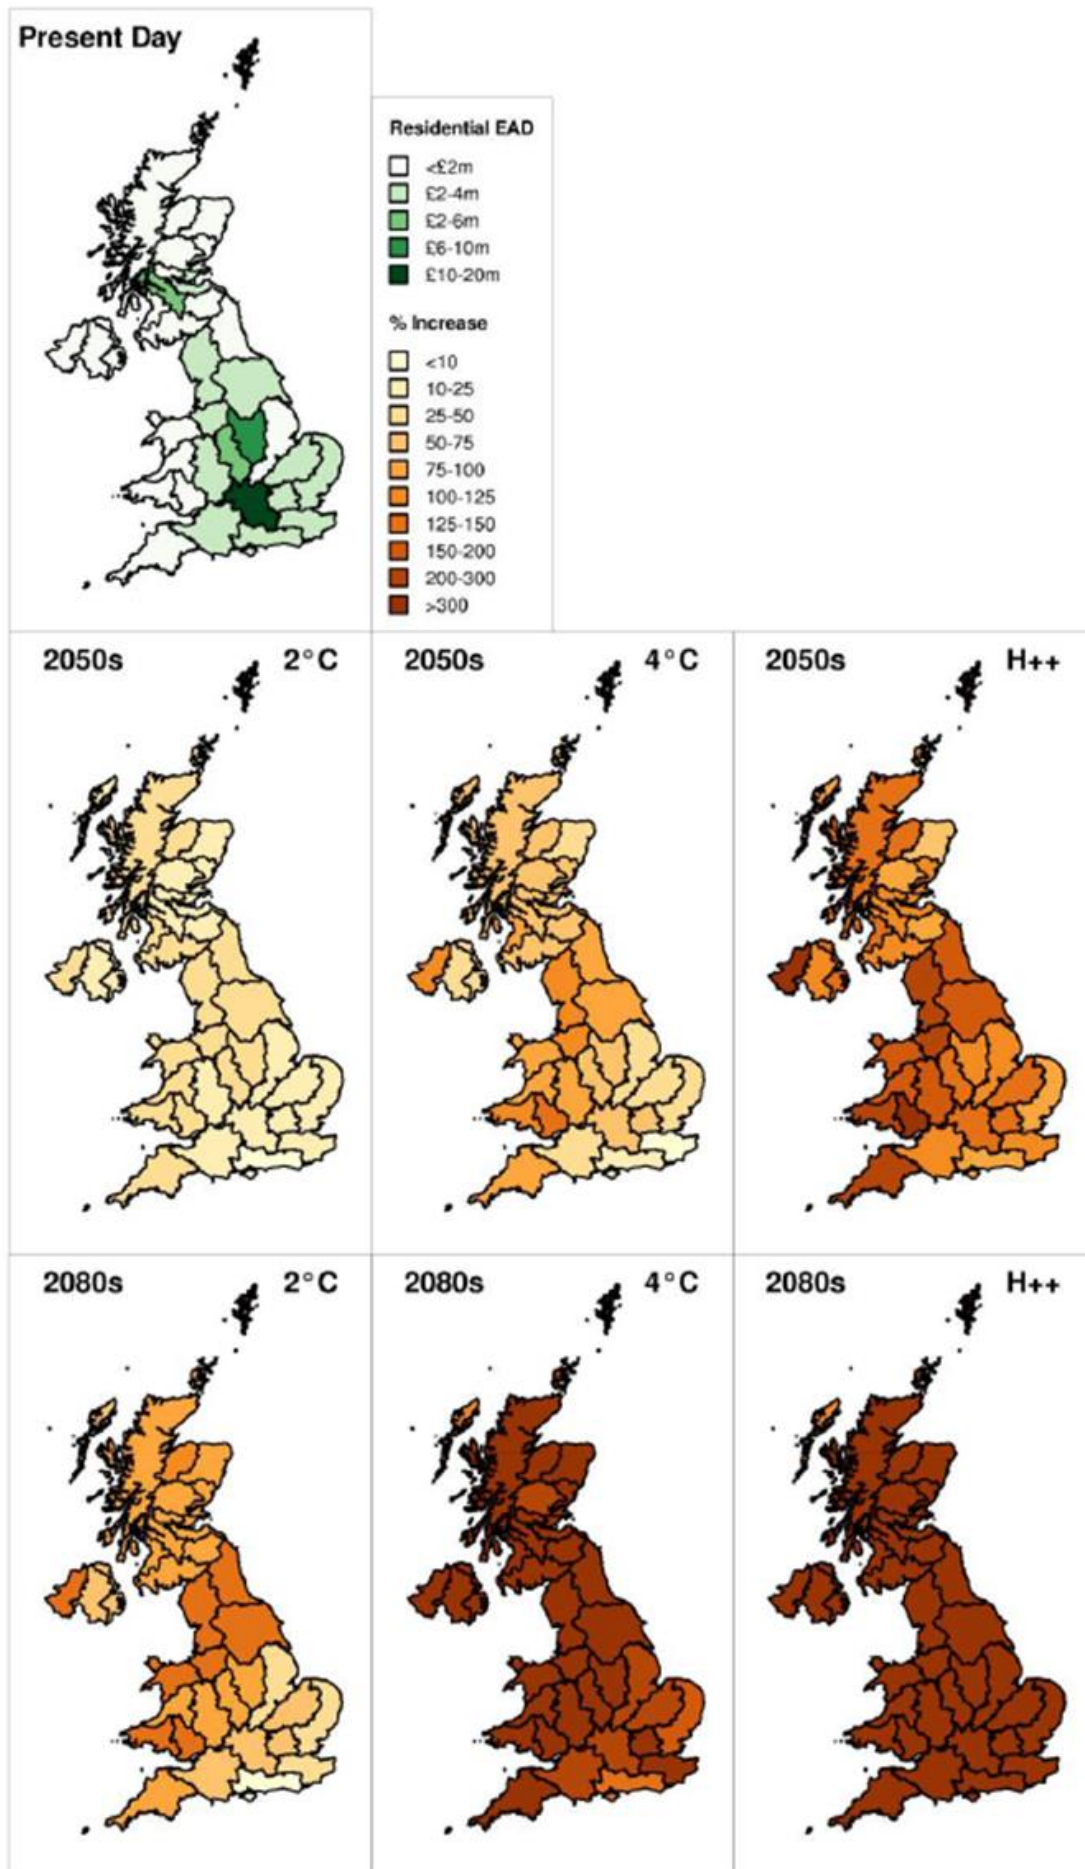 Present Day
Residential EAD
<£2m
£2-4m
£2-6m
£6-10m
£10-20m
% Increase
<10
10-25
25-50
50-75
75-100
100-125
125-150
150-200
200-300
>300
2050s 2°C
2050s 4°C
2050s H++
2080s 2°C
2080s 4°C
2080s H++